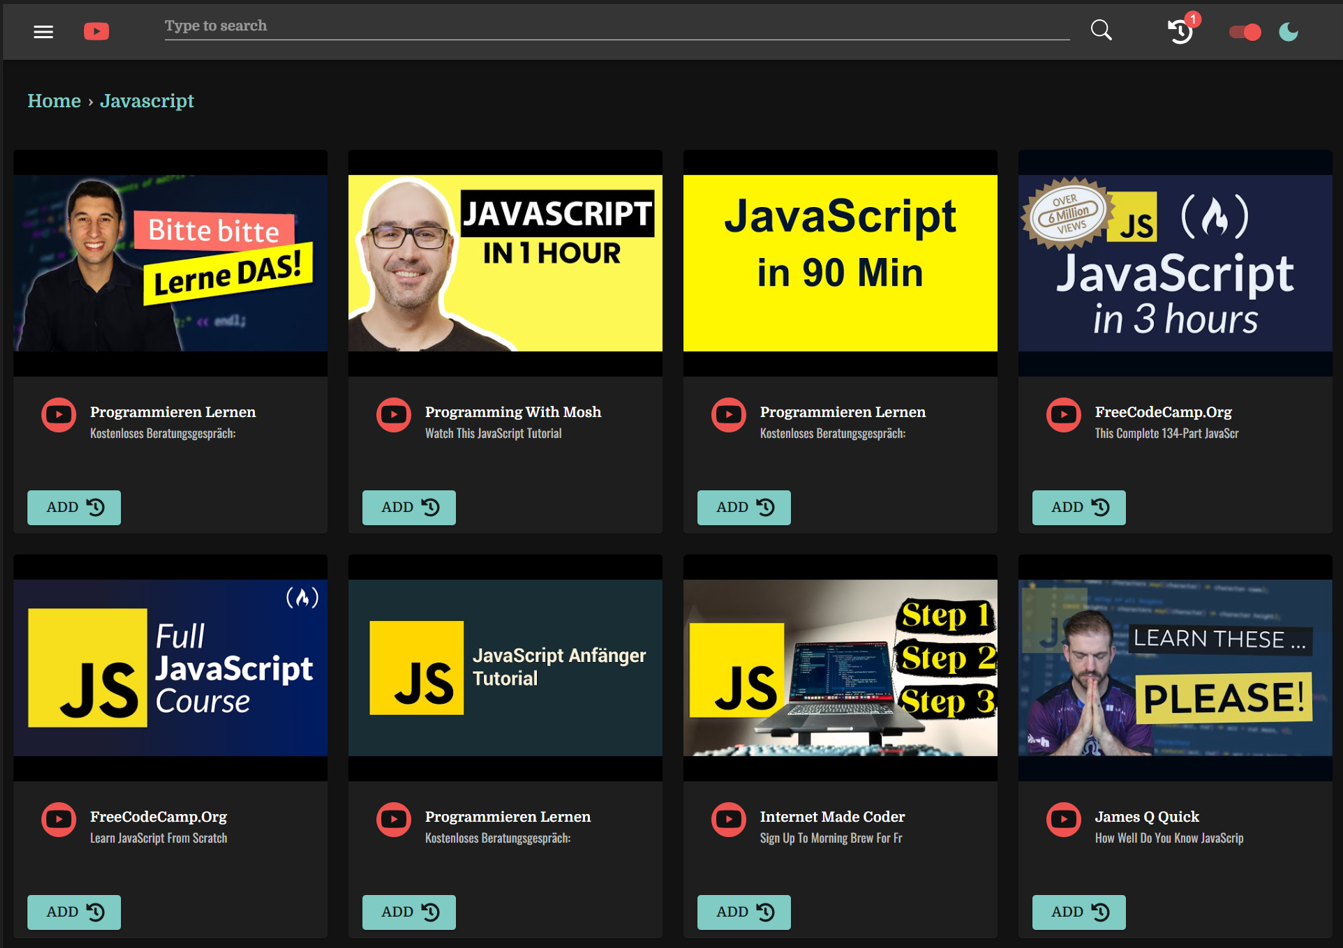 Type to search
1
Home › Javascript
Bitte bitte
Lerne DAS!
<< endl;
JAVASCRIPT
IN 1 HOUR
JavaScript
in 90 Min
OVER
6 Million
VIEWS
JS
JavaScript
in 3 hours
Programmieren Lernen
Kostenloses Beratungsgespräch:
ADD
Programming With Mosh
Watch This JavaScript Tutorial
ADD
Programmieren Lernen
Kostenloses Beratungsgespräch:
ADD
FreeCodeCamp.Org
This Complete 134-Part JavaScr
ADD
JS
Full
JavaScript
Course
JS
JavaScript Anfänger
Tutorial
JS
Step 1
Step 2
Step 3
LEARN THESE ...
PLEASE!
FreeCodeCamp.Org
Learn JavaScript From Scratch
ADD
Programmieren Lernen
Kostenloses Beratungsgespräch:
ADD
Internet Made Coder
Sign Up To Morning Brew For Fr
ADD
James Q Quick
How Well Do You Know JavaScrip
ADD